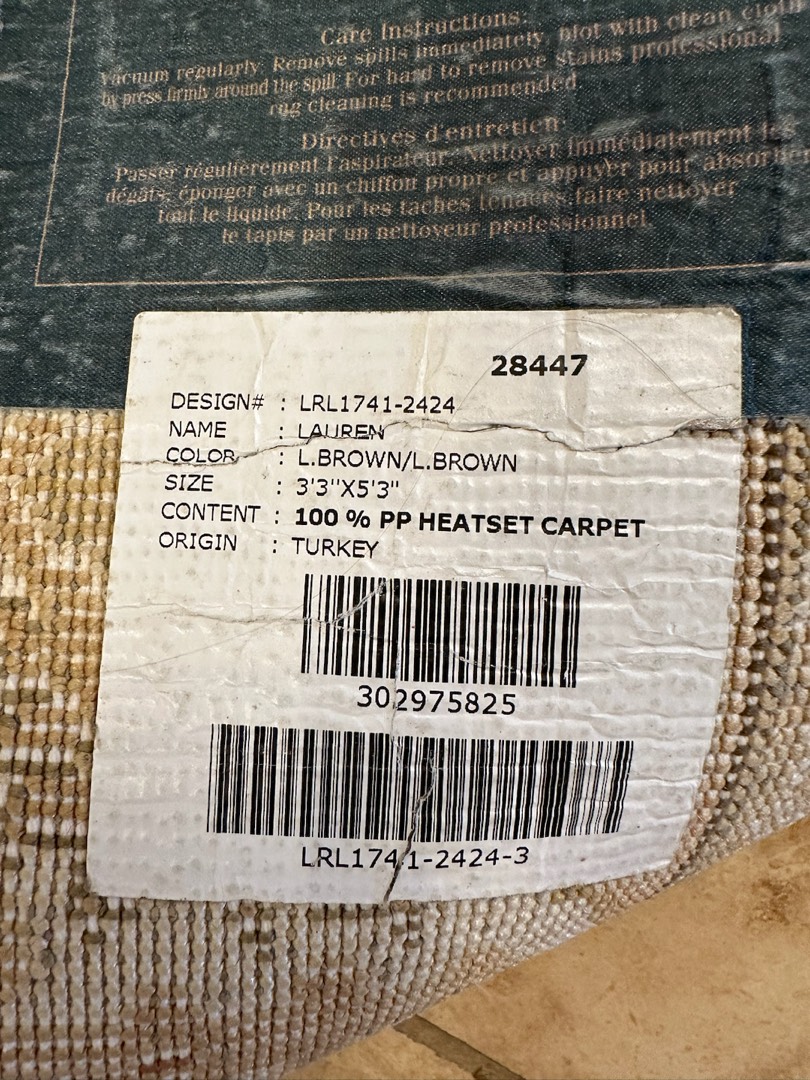 Care Instructions:
Vacuum regularly. Remove spills immediately, blot with clean cloth
by press firmly around the spill. For hard to remove stains professional
rug cleaning is recommended
Directives d'entretien:
Passer régulièrement l'aspirateur. Nettoyer immédiatement les
dégâts; éponger avec un chiffon propre et appuyer pour absorber
tout le liquide. Pour les taches tenaces, faire nettoyer
le tapis par un nettoyeur professionnel.
28447
DESIGN# : LRL1741-2424
NAME : LAUREN
COLOR : L.BROWN/L.BROWN
SIZE : 3'3"X5'3"
CONTENT : 100 % PP HEATSET CARPET
ORIGIN : TURKEY
302975825
LRL1741-2424-3